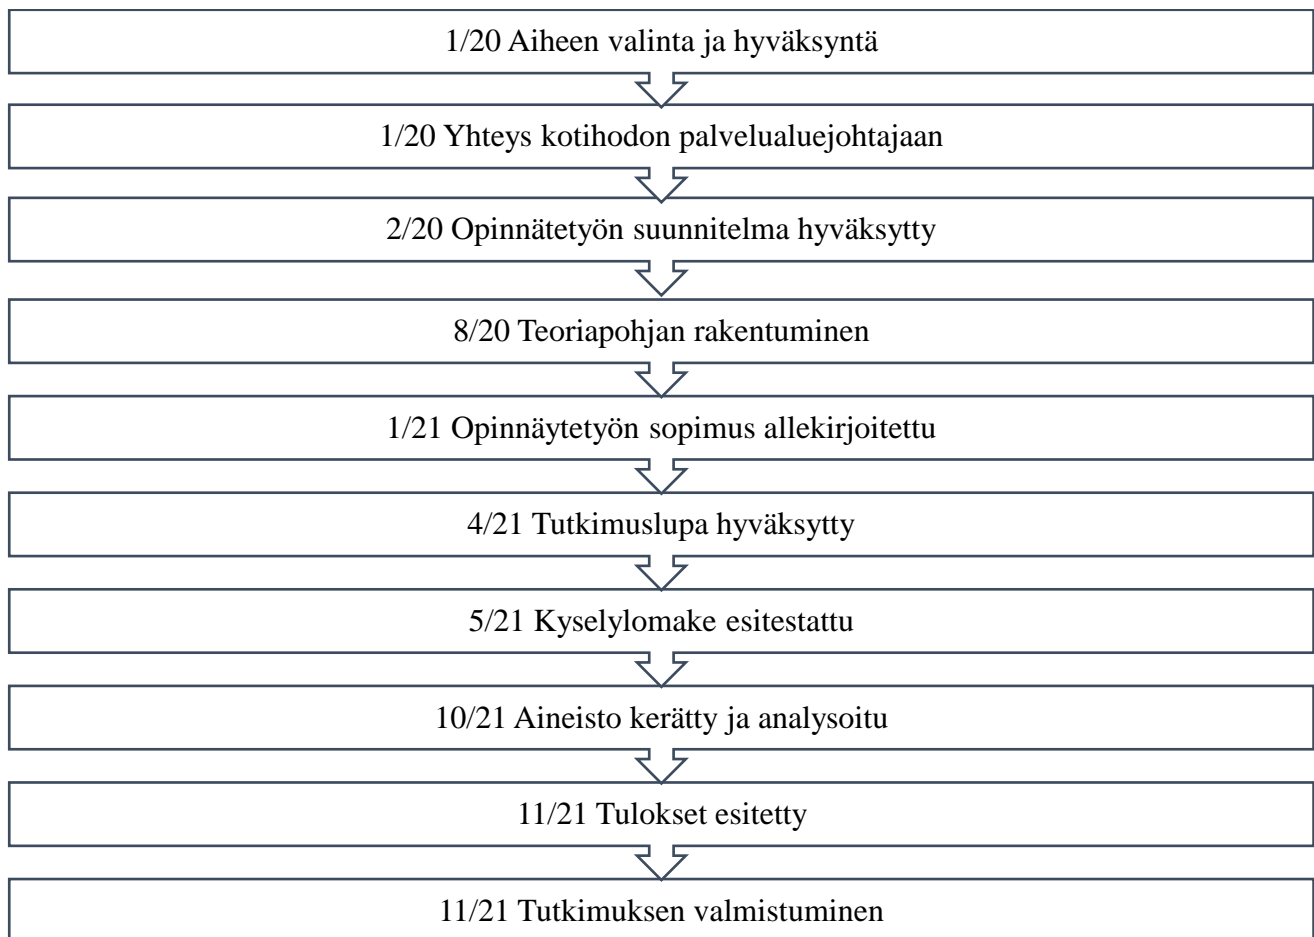 1/20 Aiheen valinta ja hyväksyntä
1/20 Yhteys kotihodon palvelualuejohtajaan
2/20 Opinnätetyön suunnitelma hyväksytty
8/20 Teoriapohjan rakentuminen
1/21 Opinnäytetyön sopimus allekirjoitettu
4/21 Tutkimuslupa hyväksytty
5/21 Kyselylomake esitestattu
10/21 Aineisto kerätty ja analysoitu
11/21 Tulokset esitetty
11/21 Tutkimuksen valmistuminen